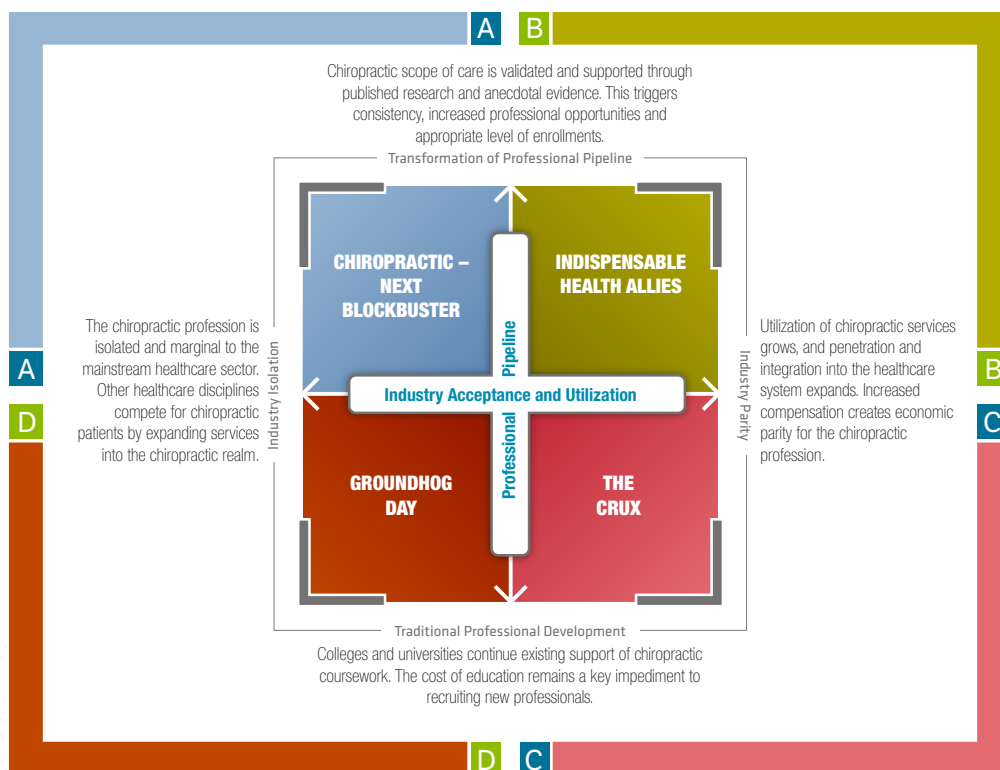 A B
Chiropractic scope of care is validated and supported through
published research and anecdotal evidence. This triggers
consistency, increased professional opportunities and
appropriate level of enrollments.
Transformation of Professional Pipeline
CHIROPRACTIC –
NEXT
BLOCKBUSTER
INDISPENSABLE
HEALTH ALLIES
The chiropractic profession is
isolated and marginal to the
mainstream healthcare sector.
Other healthcare disciplines
compete for chiropractic
patients by expanding services
into the chiropractic realm.
A
D
Industry Isolation
Industry Acceptance and Utilization
Professional Pipeline
Industry Parity
Utilization of chiropractic services
grows, and penetration and
integration into the healthcare
system expands. Increased
compensation creates economic
parity for the chiropractic
profession.
B
C
GROUNDHOG
DAY
THE
CRUX
Traditional Professional Development
Colleges and universities continue existing support of chiropractic
coursework. The cost of education remains a key impediment to
recruiting new professionals.
D C